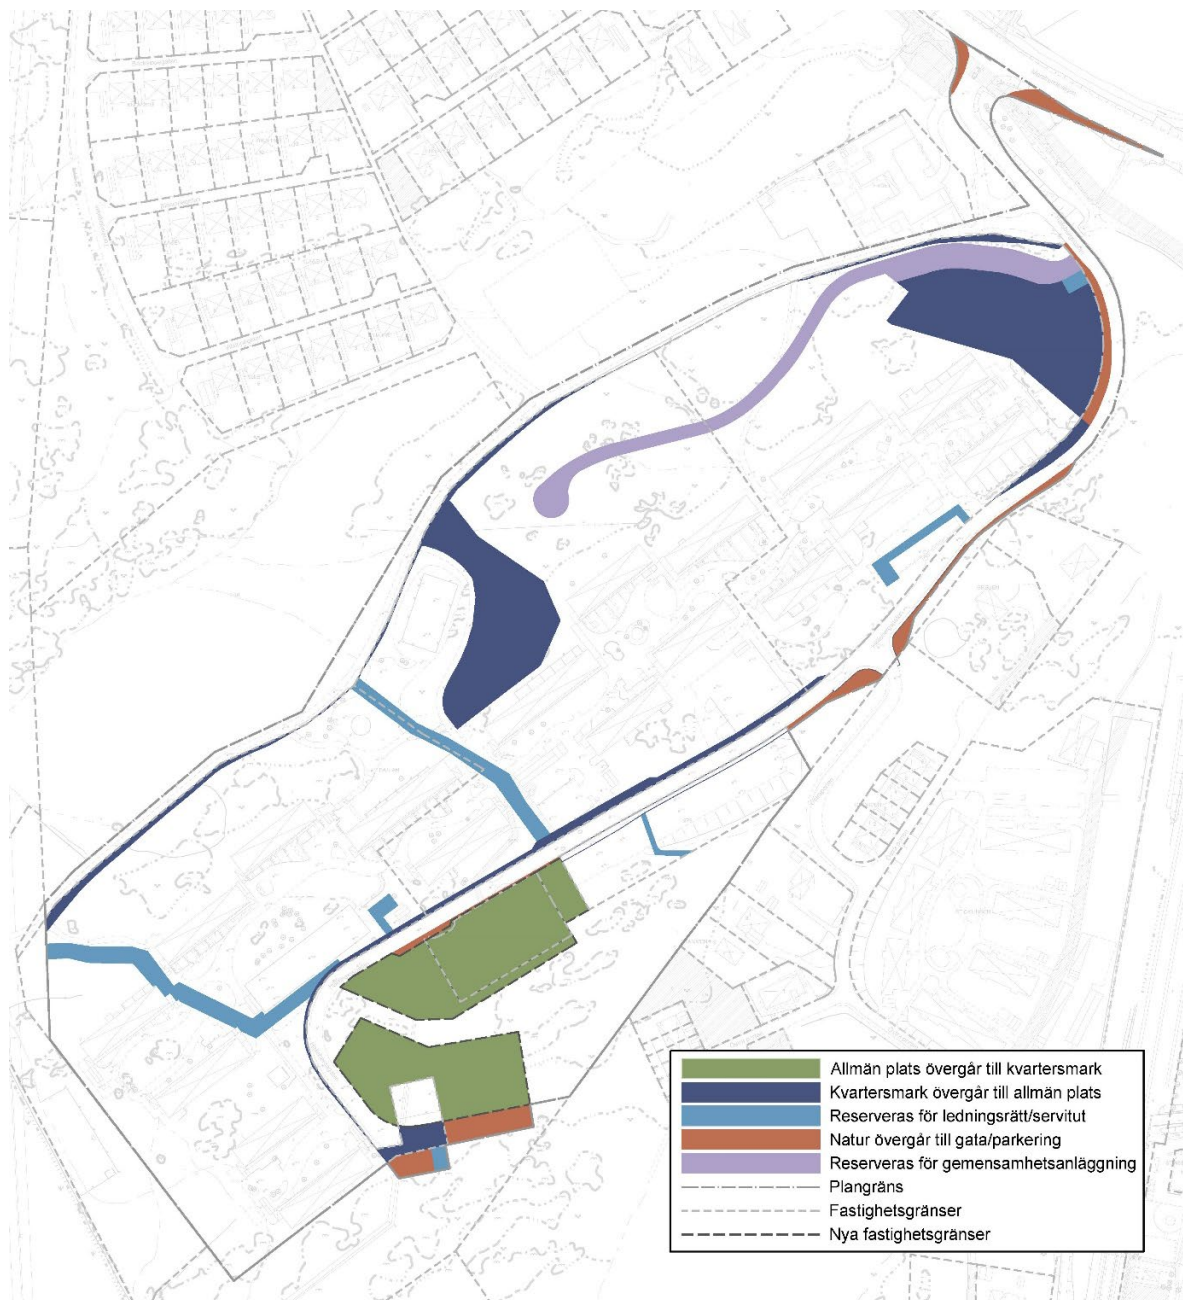 Allmän plats övergår till kvartersmark
Kvartersmark övergår till allmän plats
Reserveras för ledningsrätt/servitut
Natur övergår till gata/parkering
Reserveras för gemensamhetsanläggning
Plangräns
Fastighetsgränser
Nya fastighetsgränser